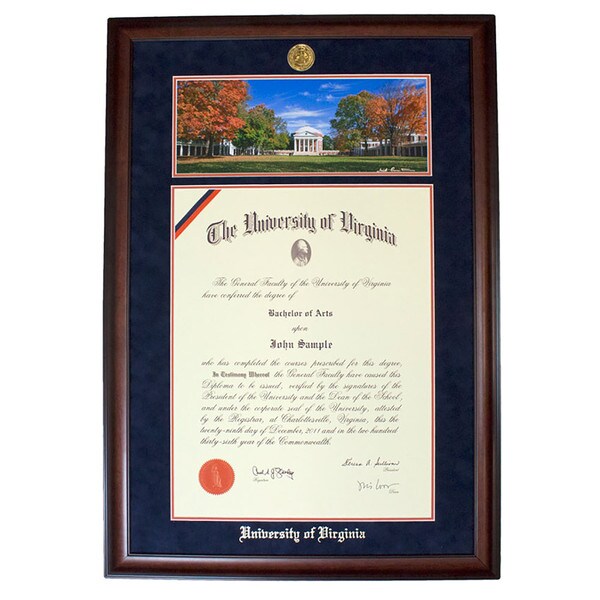 The University of Virginia
The General Faculty of the University of Virginia
have conferred the degree of
Bachelor of Arts
upon
John Sample
who has completed the courses prescribed for this degree.
In Testimony Whereof, the General Faculty have caused this
Diploma to be issued, verified by the signatures of the
President of the University and the Dean of the School,
and under the corporate seal of the University, attested
by the Registrar, at Charlottesville, Virginia, this the
twenty-ninth day of December, 2011 and in the two hundred
thirty-sixth year of the Commonwealth.
Teresa A. Sullivan
President
Registrar
Dean
University of Virginia